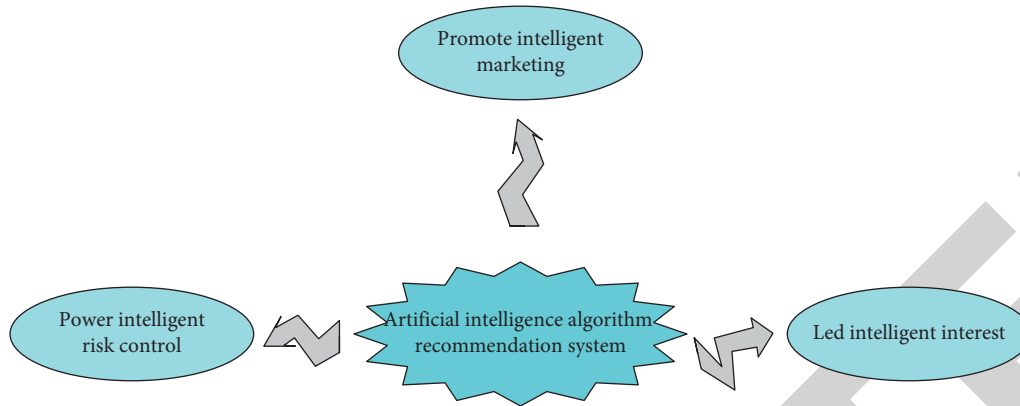 Promote intelligent
marketing
Power intelligent
risk control
Artificial intelligence algorithm
recommendation system
Led intelligent interest